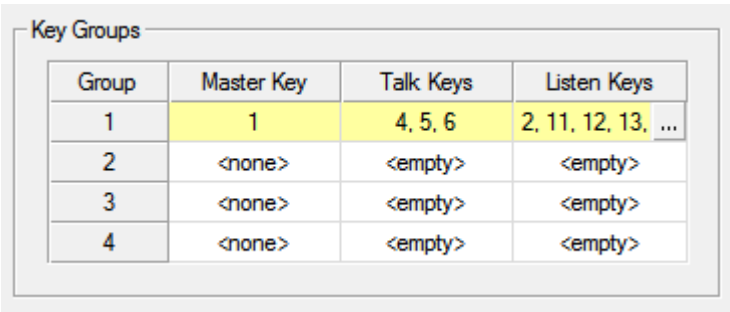 Key Groups
Group Master Key Talk Keys Listen Keys
1 1 4, 5, 6 2, 11, 12, 13, ...
2 <none> <empty> <empty>
3 <none> <empty> <empty>
4 <none> <empty> <empty>